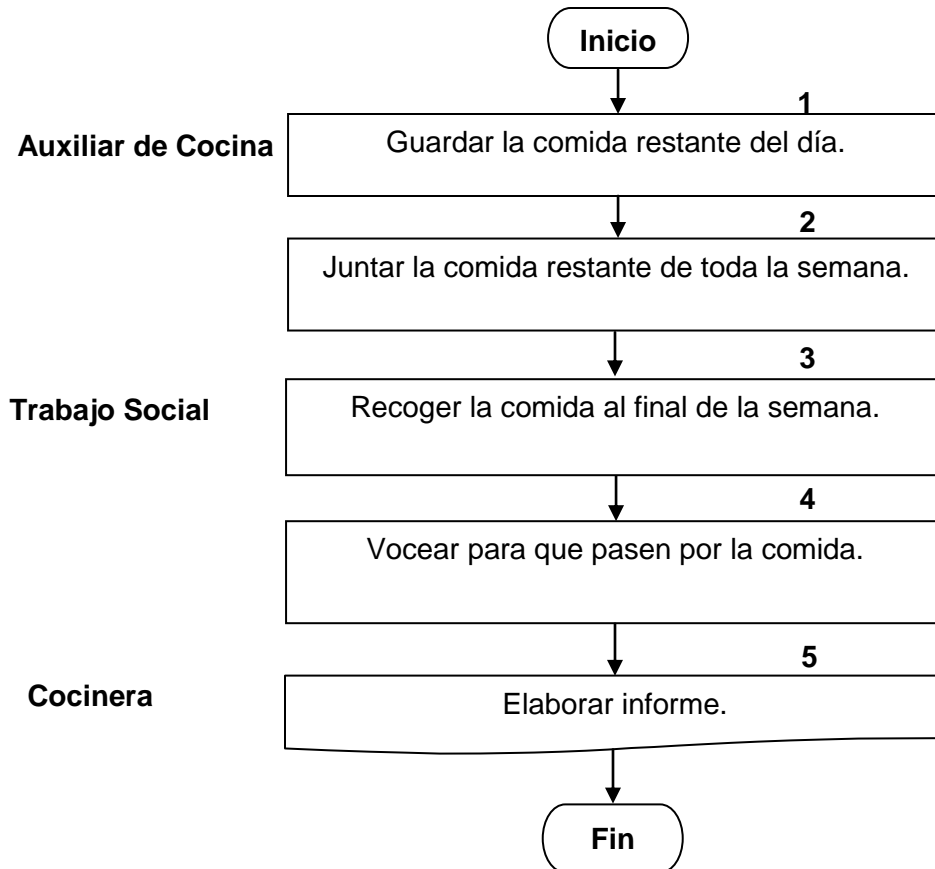 Inicio
1
Auxiliar de Cocina
Guardar la comida restante del día.
2
Juntar la comida restante de toda la semana.
3
Trabajo Social
Recoger la comida al final de la semana.
4
Vocear para que pasen por la comida.
5
Cocinera
Elaborar informe.
Fin